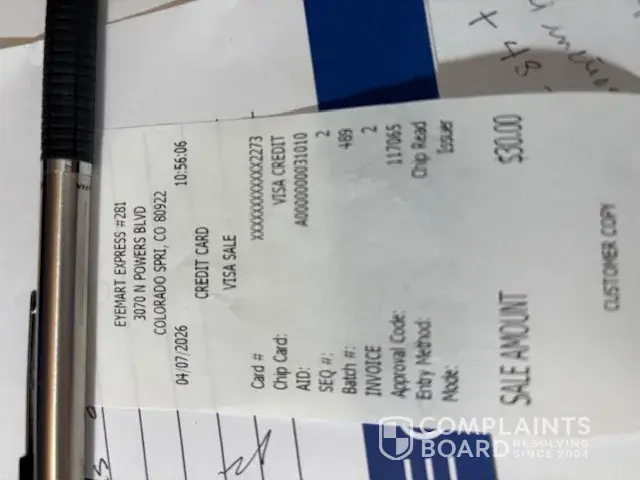 EYEMART EXPRESS #281
3070 N POWERS BLVD
COLORADO SPRI, CO 80922
04/07/2026 10:56:06
CREDIT CARD
VISA SALE
Card # XXXXXXXXXXXX2273
Chip Card: VISA CREDIT
AID: A0000000031010
SEQ #: 2
Batch #: 489
INVOICE 2
Approval Code: 117065
Entry Method: Chip Read
Mode: Issuer
SALE AMOUNT $30.00
CUSTOMER COPY
x 48
COMPLAINTS
BOARD RESOLVING
SINCE 2004